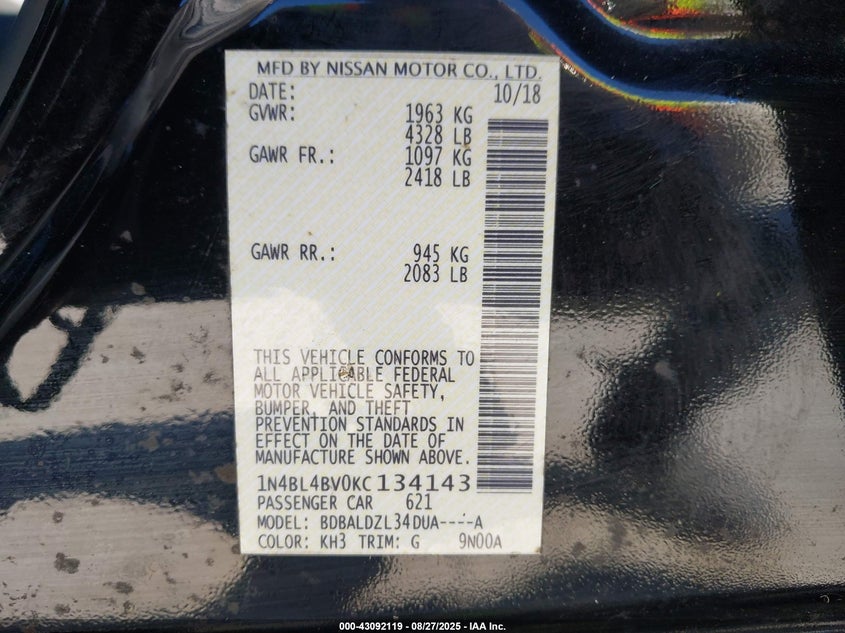 MFD BY NISSAN MOTOR CO., LTD.
DATE: 10/18
GVWR: 1963 KG
4328 LB
GAWR FR.: 1097 KG
2418 LB
GAWR RR.: 945 KG
2083 LB
THIS VEHICLE CONFORMS TO
ALL APPLICABLE FEDERAL
MOTOR VEHICLE SAFETY,
BUMPER, AND THEFT
PREVENTION STANDARDS IN
EFFECT ON THE DATE OF
MANUFACTURE SHOWN ABOVE.
1N4BL4BV0KC134143
PASSENGER CAR 621
MODEL: BDBALDZL34DUA----A
COLOR: KH3 TRIM: G 9N00A
000-43092119 - 08/27/2025 - IAA Inc.